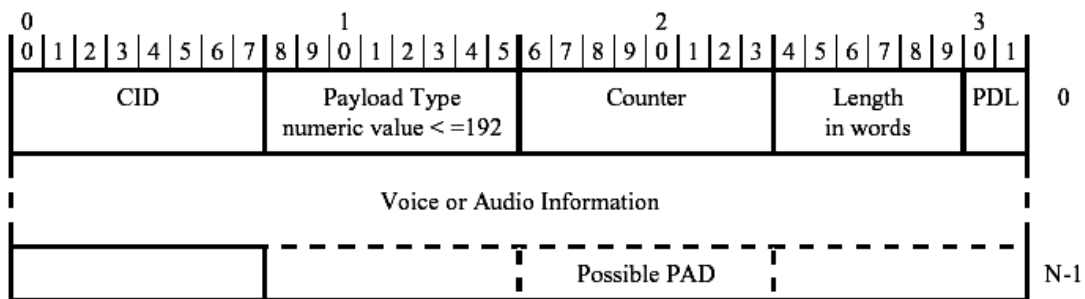 0 1 2 3
0 1 2 3 4 5 6 7 8 9 0 1 2 3 4 5 6 7 8 9 0 1 2 3 4 5 6 7 8 9 0 1
CID Payload Type Counter Length PDL 0
numeric value < =192 in words
Voice or Audio Information
Possible PAD N-1